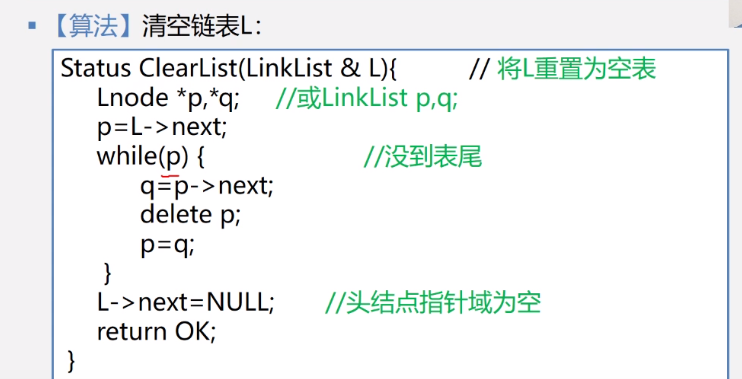 ▪ 【算法】清空链表L：
Status ClearList(LinkList & L){ // 将L重置为空表
Lnode *p,*q; //或LinkList p,q;
p=L->next;
while(p) { //没到表尾
q=p->next;
delete p;
p=q;
}
L->next=NULL; //头结点指针域为空
return OK;
}